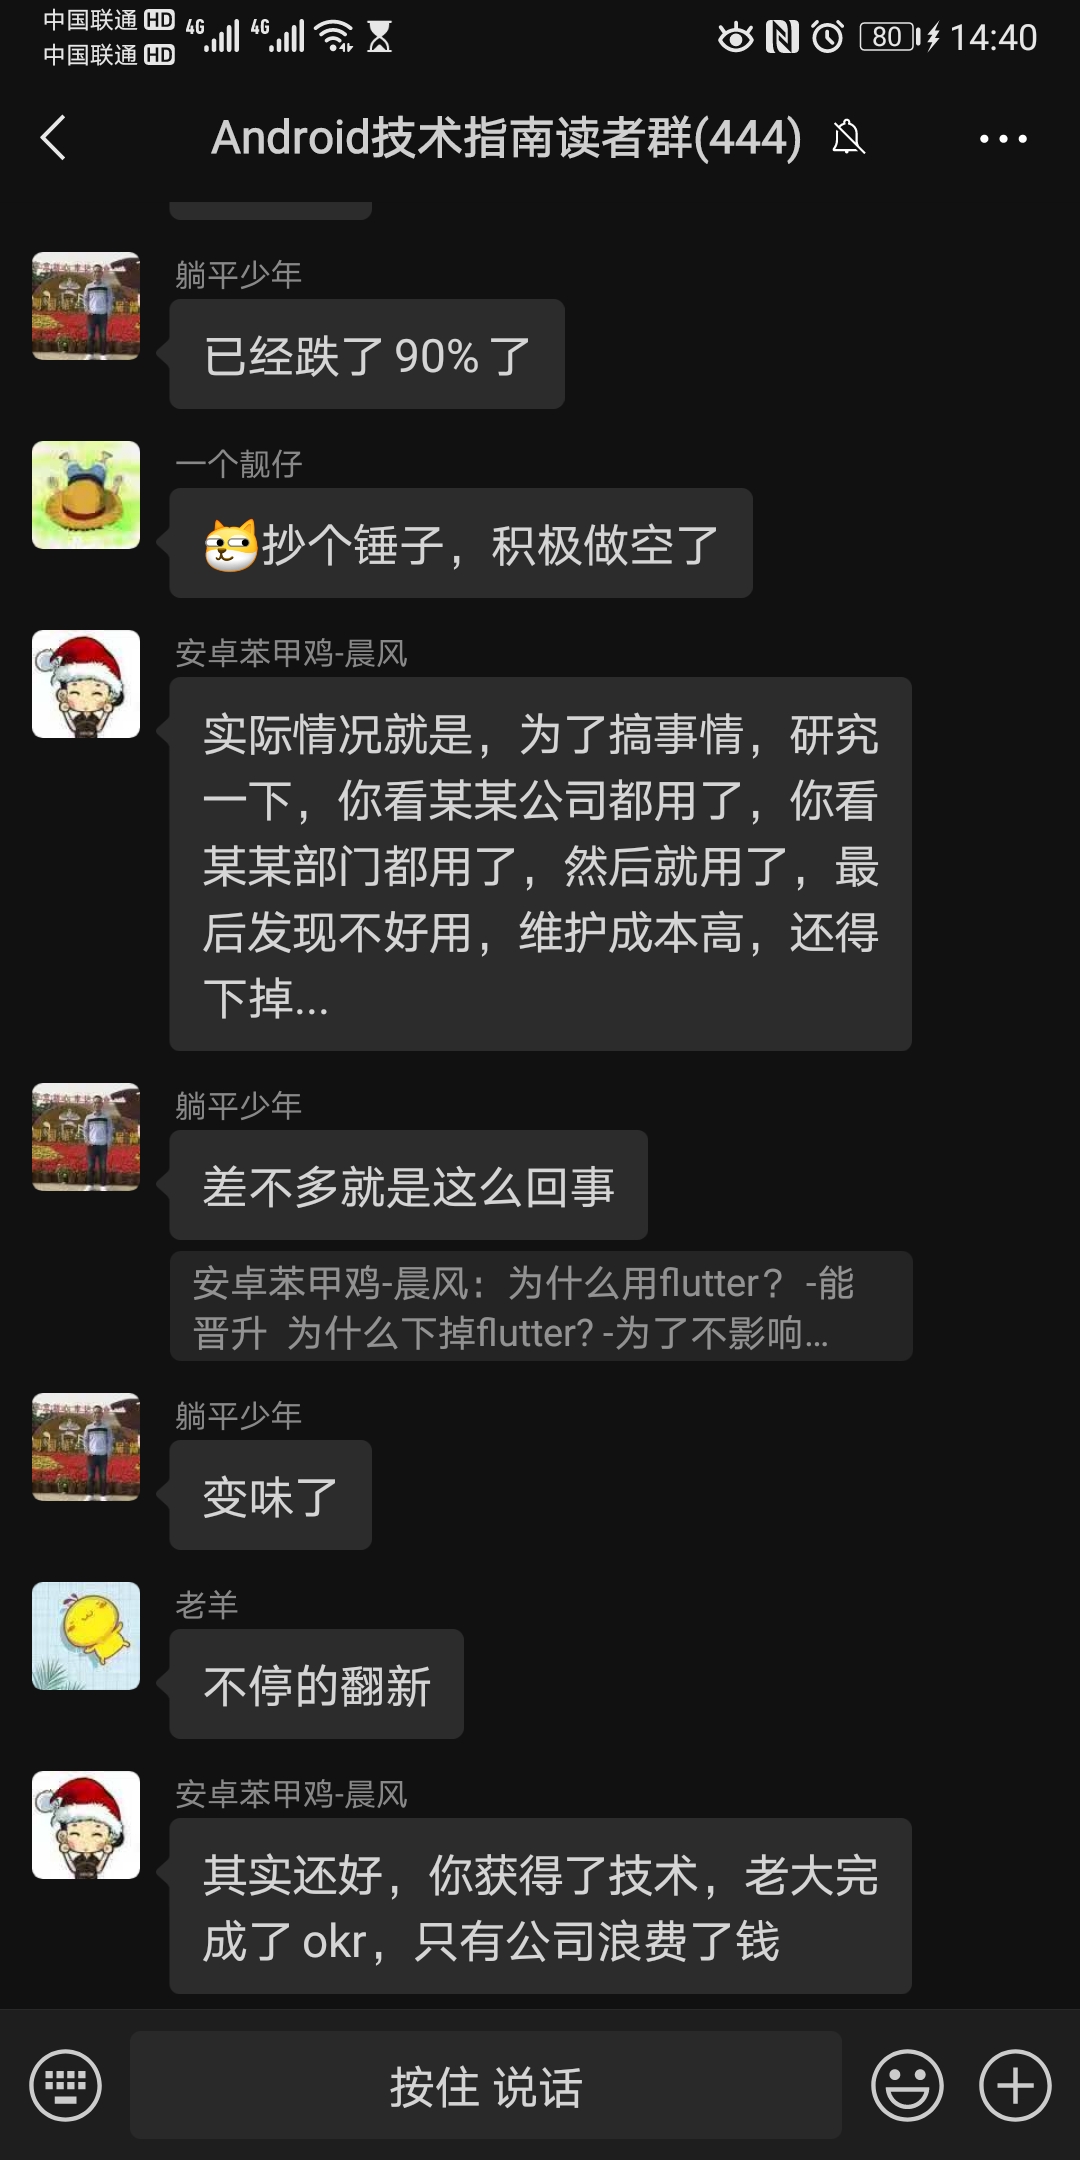 中国联通 HD 4G 4G 80 14:40
中国联通 HD
Android技术指南读者群(444)
躺平少年
已经跌了90%了
一个靓仔
抄个锤子，积极做空了
安卓苯甲鸡-晨风
实际情况就是，为了搞事情，研究
一下，你看某某公司都用了，你看
某某部门都用了，然后就用了，最
后发现不好用，维护成本高，还得
下掉...
躺平少年
差不多就是这么回事
安卓苯甲鸡-晨风：为什么用flutter？ -能
晋升 为什么下掉flutter? -为了不影响...
躺平少年
变味了
老羊
不停的翻新
安卓苯甲鸡-晨风
其实还好，你获得了技术，老大完
成了okr，只有公司浪费了钱
按住 说话